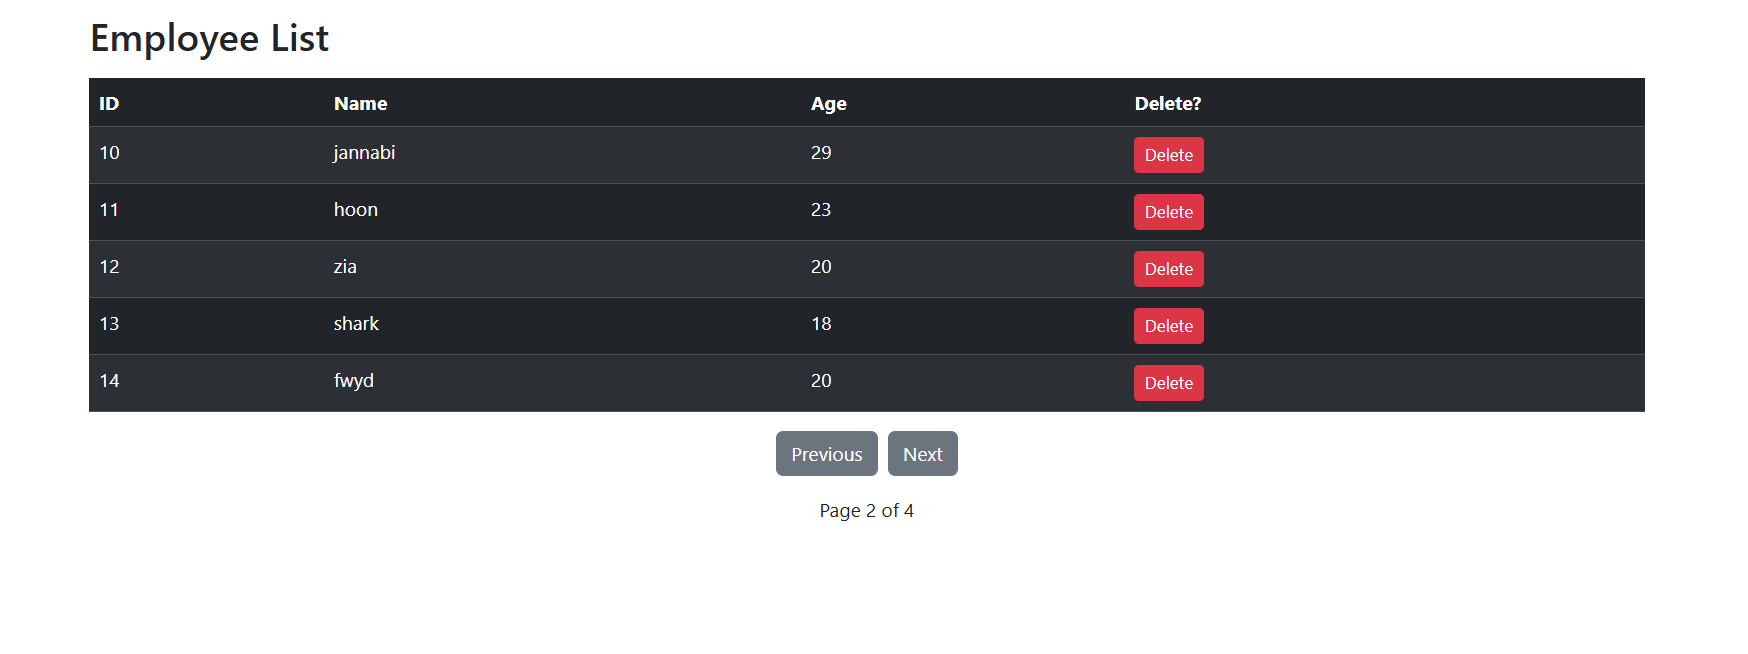 Employee List
ID Name Age Delete?
10 jannabi 29 Delete
11 hoon 23 Delete
12 zia 20 Delete
13 shark 18 Delete
14 fwyd 20 Delete
Previous Next
Page 2 of 4